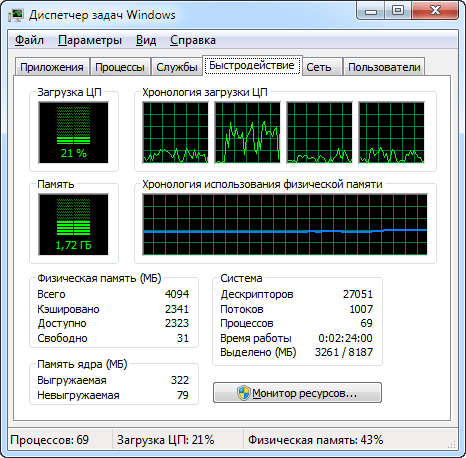 Диспетчер задач Windows
Файл Параметры Вид Справка
Приложения Процессы Службы Быстродействие Сеть Пользователи
Загрузка ЦП
21 %
Хронология загрузки ЦП
Память
1,72 ГБ
Хронология использования физической памяти
Физическая память (МБ)
Всего 4094
Кэшировано 2341
Доступно 2323
Свободно 31
Память ядра (МБ)
Выгружаемая 322
Невыгружаемая 79
Система
Дескрипторов 27051
Потоков 1007
Процессов 69
Время работы 0:02:24:00
Выделено (МБ) 3261 / 8187
Монитор ресурсов...
Процессов: 69 Загрузка ЦП: 21% Физическая память: 43%